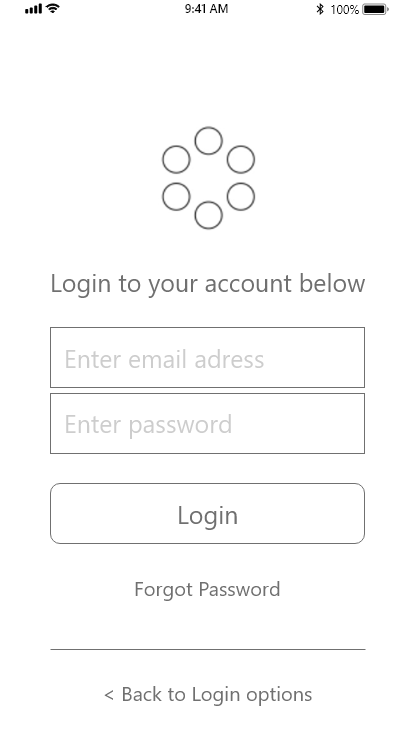 9:41 AM 100%
Login to your account below
Enter email adress
Enter password
Login
Forgot Password
< Back to Login options